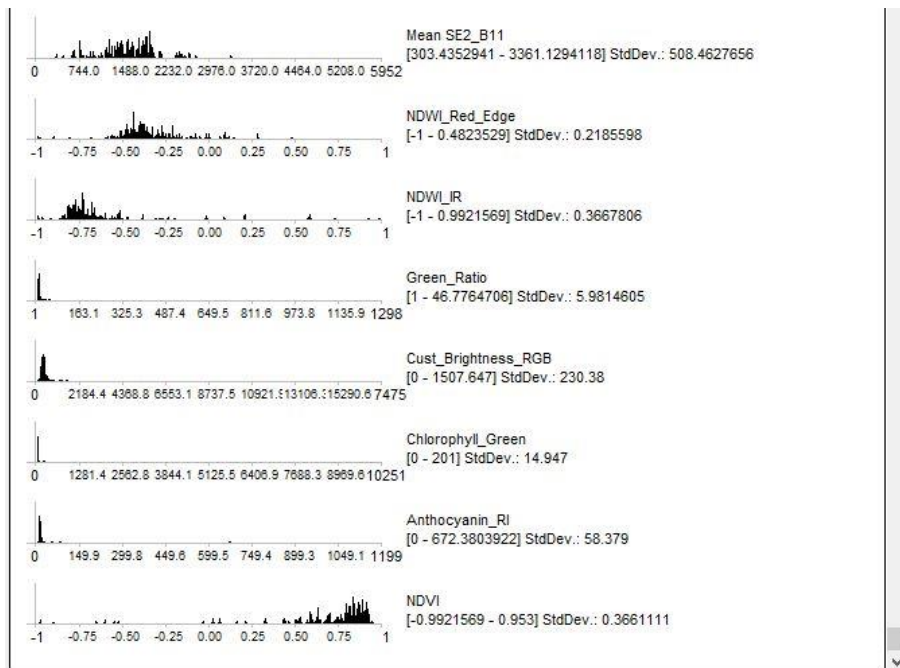 Mean SE2_B11
[303.4352941 - 3361.1294118] StdDev.: 508.4627656
0 744.0 1488.0 2232.0 2976.0 3720.0 4464.0 5208.0 5952
NDWI_Red_Edge
[-1 - 0.4823529] StdDev.: 0.2185598
-1 -0.75 -0.50 -0.25 0.00 0.25 0.50 0.75 1
NDWI_IR
[-1 - 0.9921569] StdDev.: 0.3667806
-1 -0.75 -0.50 -0.25 0.00 0.25 0.50 0.75 1
Green_Ratio
[1 - 46.7764706] StdDev.: 5.9814605
1 163.1 325.3 487.4 649.5 811.6 973.8 1135.9 1298
Cust_Brightness_RGB
[0 - 1507.647] StdDev.: 230.38
0 2184.4 4368.8 6553.1 8737.5 10921.9 13106.3 15290.6 7475
Chlorophyll_Green
[0 - 201] StdDev.: 14.947
0 1281.4 2562.8 3844.1 5125.5 6406.9 7688.3 8969.6 10251
Anthocyanin_RI
[0 - 672.3803922] StdDev.: 58.379
0 149.9 299.8 449.6 599.5 749.4 899.3 1049.1 1199
NDVI
[-0.9921569 - 0.953] StdDev.: 0.3661111
-1 -0.75 -0.50 -0.25 0.00 0.25 0.50 0.75 1